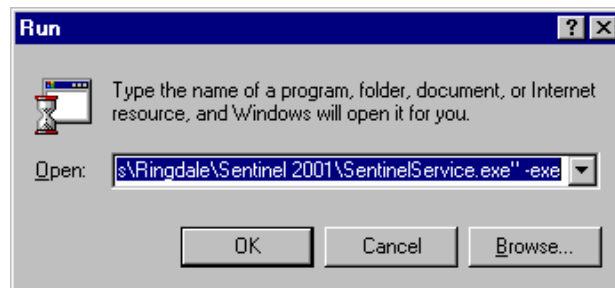 Run
Type the name of a program, folder, document, or Internet
resource, and Windows will open it for you.
Open: s\Ringdale\Sentinel 2001\SentinelService.exe" -exe
OK Cancel Browse...